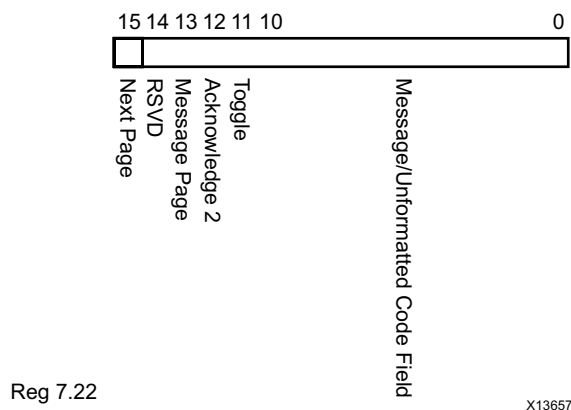 15 14 13 12 11 10 0
Next Page
RSVD
Message Page
Acknowledge 2
Toggle
Message/Unformatted Code Field
Reg 7.22
X13657